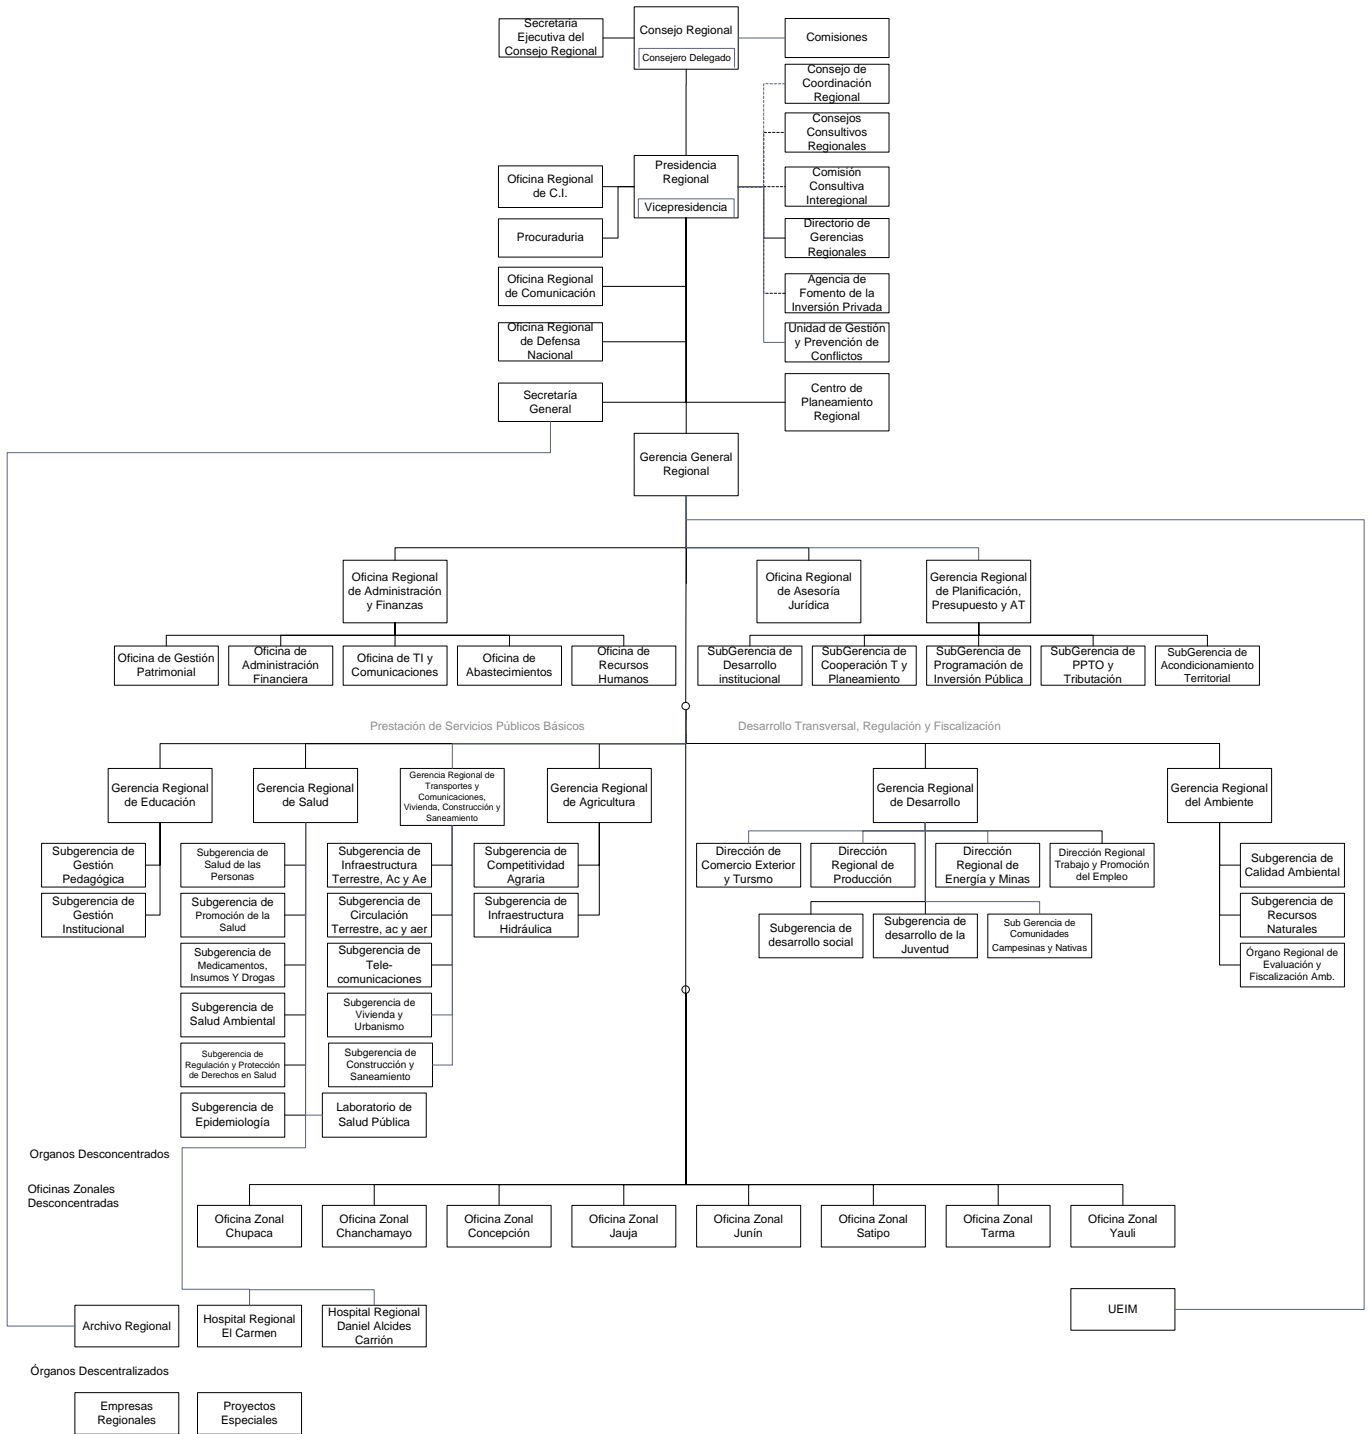 Secretaria
Ejecutiva del
Consejo Regional
Consejo Regional
Consejero Delegado
Comisiones
Consejo de
Coordinación
Regional
Consejos
Consultivos
Regionales
Presidencia
Regional
Vicepresidencia
Oficina Regional
de C.I.
Comisión
Consultiva
Interegional
Procuraduria
Directorio de
Gerencias
Regionales
Oficina Regional
de Comunicación
Agencia de
Fomento de la
Inversión Privada
Oficina Regional
de Defensa
Nacional
Unidad de Gestión
y Prevención de
Conflictos
Secretaría
General
Centro de
Planeamiento
Regional
Gerencia General
Regional
Oficina Regional
de Administración
y Finanzas
Oficina Regional
de Asesoría
Jurídica
Gerencia Regional
de Planificación,
Presupuesto y AT
Oficina de Gestión
Patrimonial
Oficina de
Administración
Financiera
Oficina de TI y
Comunicaciones
Oficina de
Abastecimientos
Oficina de
Recursos
Humanos
SubGerencia de
Desarrollo
institucional
SubGerencia de
Cooperación T y
Planeamiento
SubGerencia de
Programación de
Inversión Pública
SubGerencia de
PPTO y
Tributación
SubGerencia de
Acondicionamiento
Territorial
Prestación de Servicios Públicos Básicos
Desarrollo Transversal, Regulación y Fiscalización
Gerencia Regional
de Educación
Gerencia Regional
de Salud
Gerencia Regional de
Transportes y
Comunicaciones,
Vivienda, Construcción y
Saneamiento
Gerencia Regional
de Agricultura
Gerencia Regional
de Desarrollo
Gerencia Regional
del Ambiente
Subgerencia de
Gestión
Pedagógica
Subgerencia de
Salud de las
Personas
Subgerencia de
Infraestructura
Terrestre, Ac y Ae
Subgerencia de
Competitividad
Agraria
Dirección de
Comercio Exterior
y Tursmo
Dirección
Regional de
Producción
Dirección
Regional de
Energía y Minas
Dirección Regional
Trabajo y Promoción
del Empleo
Subgerencia de
Calidad Ambiental
Subgerencia de
Gestión
Institucional
Subgerencia de
Promoción de la
Salud
Subgerencia de
Circulación
Terrestre, ac y aer
Subgerencia de
Infraestructura
Hidráulica
Subgerencia de
desarrollo social
Subgerencia de
desarrollo de la
Juventud
Sub Gerencia de
Comunidades
Campesinas y Nativas
Subgerencia de
Recursos
Naturales
Subgerencia de
Medicamentos,
Insumos Y Drogas
Subgerencia de
Tele-
comunicaciones
Órgano Regional de
Evaluación y
Fiscalización Amb.
Subgerencia de
Salud Ambiental
Subgerencia de
Vivienda y
Urbanismo
Subgerencia de
Regulación y Protección
de Derechos en Salud
Subgerencia de
Construcción y
Saneamiento
Subgerencia de
Epidemiología
Laboratorio de
Salud Pública
Organos Desconcentrados
Oficinas Zonales
Desconcentradas
Oficina Zonal
Chupaca
Oficina Zonal
Chanchamayo
Oficina Zonal
Concepción
Oficina Zonal
Jauja
Oficina Zonal
Junín
Oficina Zonal
Satipo
Oficina Zonal
Tarma
Oficina Zonal
Yauli
Archivo Regional
Hospital Regional
El Carmen
Hospital Regional
Daniel Alcides
Carrión
UEIM
Órganos Descentralizados
Empresas
Regionales
Proyectos
Especiales